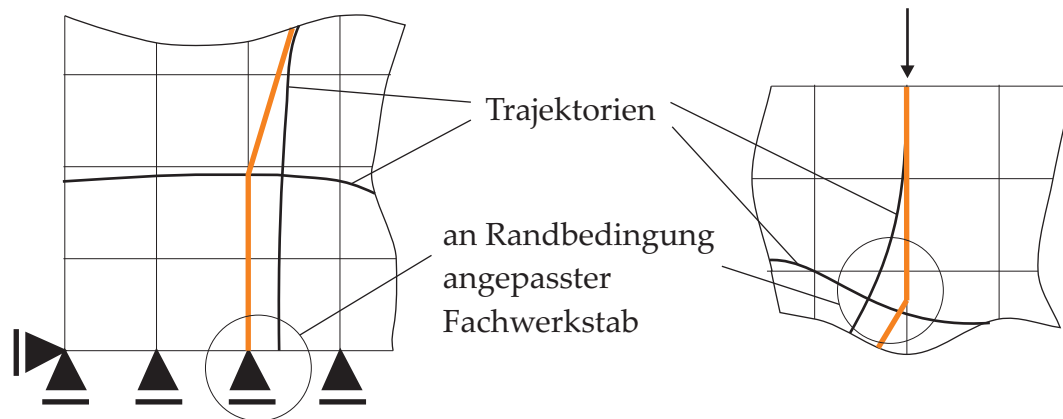 Trajektorien
an Randbedingung
angepasster
Fachwerkstab